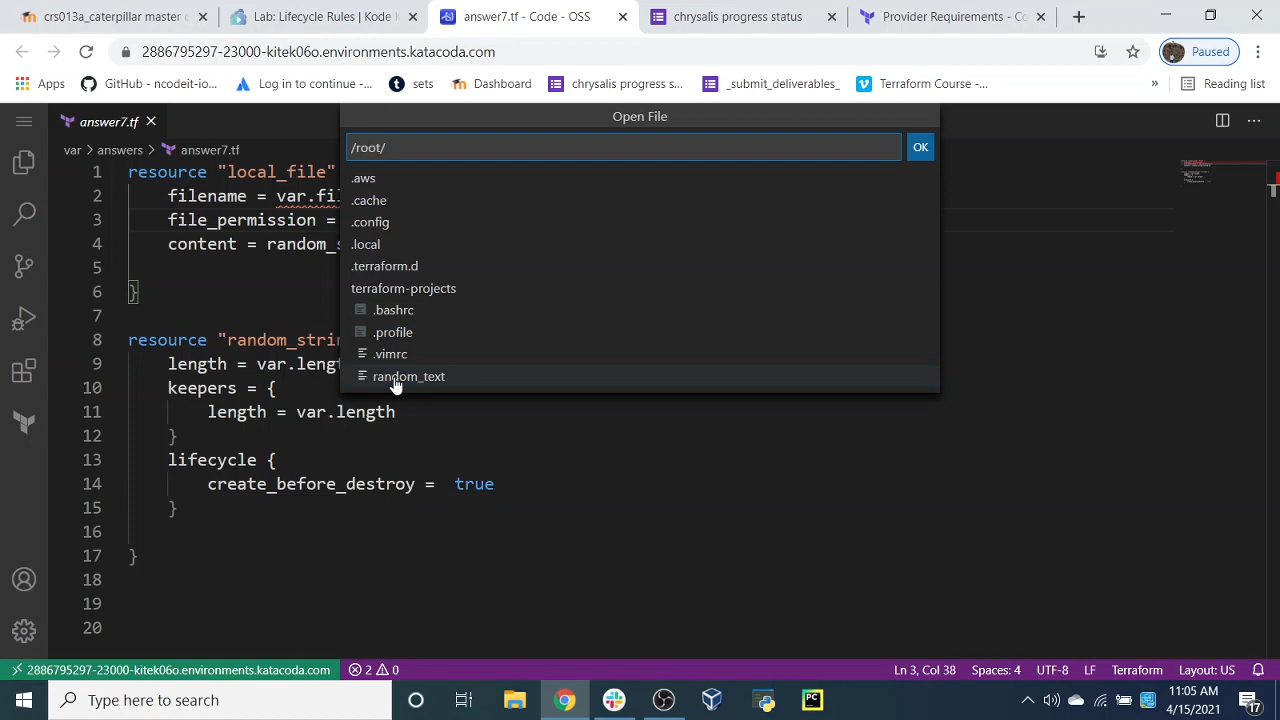 crs013a_caterpillar master
Lab: Lifecycle Rules | Kode
answer7.tf - Code - OSS
chrysalis progress status
Provider Requirements - Co
2886795297-23000-kitek06o.environments.katacoda.com
Paused
Apps
GitHub - ncodeit-io...
Log in to continue -...
sets
Dashboard
chrysalis progress s...
_submit_deliverables_
Terraform Course -...
»
Reading list
answer7.tf
Open File
var > answers > answer7.tf
/root/
OK
.aws
.cache
.config
.local
.terraform.d
terraform-projects
.bashrc
.profile
.vimrc
random_text
1 resource "local_file"
2 filename = var.fil
3 file_permission =
4 content = random_s
5
6 }
7
8 resource "random_strin
9 length = var.lengt
10 keepers = {
11 length = var.length
12 }
13 lifecycle {
14 create_before_destroy = true
15 }
16
17 }
18
19
20
2886795297-23000-kitek06o.environments.katacoda.com
2 0
Ln 3, Col 38
Spaces: 4
UTF-8
LF
Terraform
Layout: US
Type here to search
PC
11:05 AM
4/15/2021
17